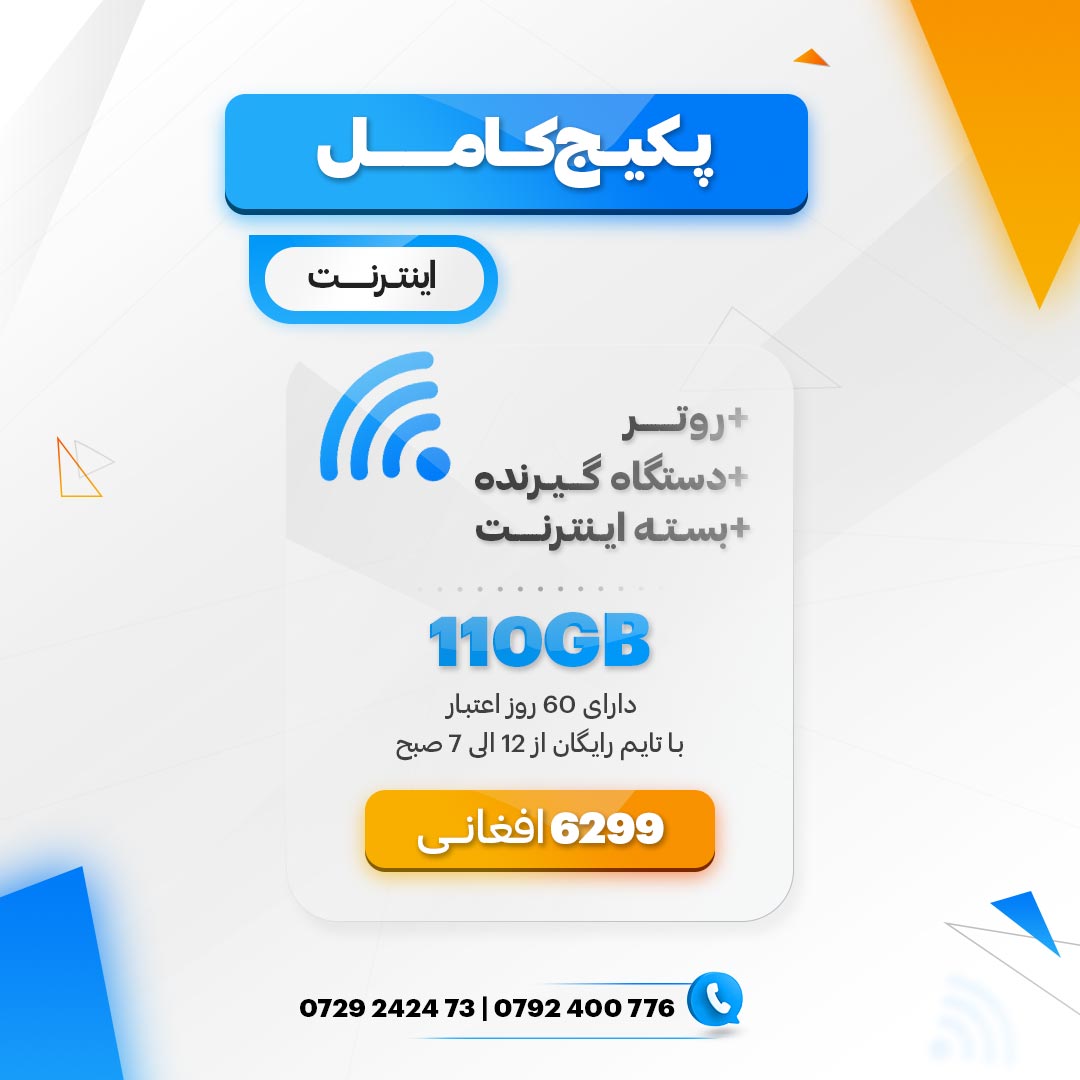 پکیج کامل
اینترنت
+روتر
+دستگاه گیرنده
+بسته اینترنت
110GB
دارای 60 روز اعتبار
با تایم رایگان از 12 الی 7 صبح
6299 افغانی
0729 2424 73 | 0792 400 776